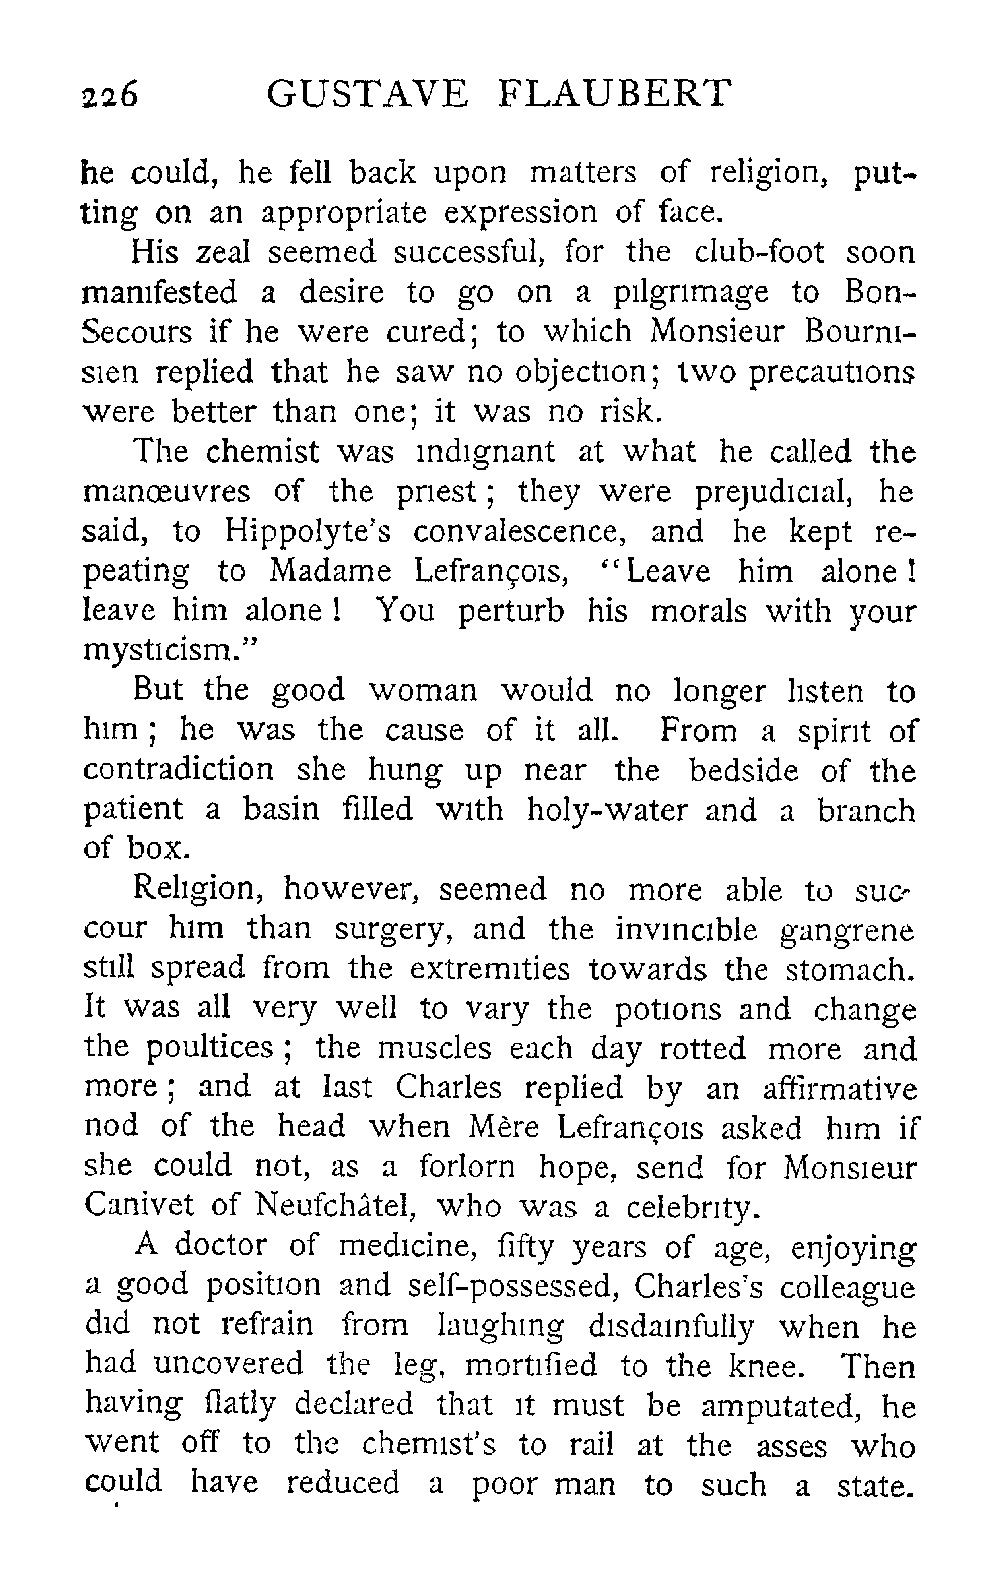 226 GUSTAVE FLAUBERT
he could, he fell back upon matters of religion, put-
ting on an appropriate expression of face.
His zeal seemed successful, for the club-foot soon
manifested a desire to go on a pilgrimage to Bon-
Secours if he were cured; to which Monsieur Bourni-
sien replied that he saw no objection; two precautions
were better than one; it was no risk.
The chemist was indignant at what he called the
manœuvres of the priest; they were prejudicial, he
said, to Hippolyte's convalescence, and he kept re-
peating to Madame Lefrançois, "Leave him alone!
leave him alone! You perturb his morals with your
mysticism."
But the good woman would no longer listen to
him; he was the cause of it all. From a spirit of
contradiction she hung up near the bedside of the
patient a basin filled with holy-water and a branch
of box.
Religion, however, seemed no more able to suc-
cour him than surgery, and the invincible gangrene
still spread from the extremities towards the stomach.
It was all very well to vary the potions and change
the poultices; the muscles each day rotted more and
more; and at last Charles replied by an affirmative
nod of the head when Mère Lefrançois asked him if
she could not, as a forlorn hope, send for Monsieur
Canivet of Neufchâtel, who was a celebrity.
A doctor of medicine, fifty years of age, enjoying
a good position and self-possessed, Charles's colleague
did not refrain from laughing disdainfully when he
had uncovered the leg, mortified to the knee. Then
having flatly declared that it must be amputated, he
went off to the chemist's to rail at the asses who
could have reduced a poor man to such a state.